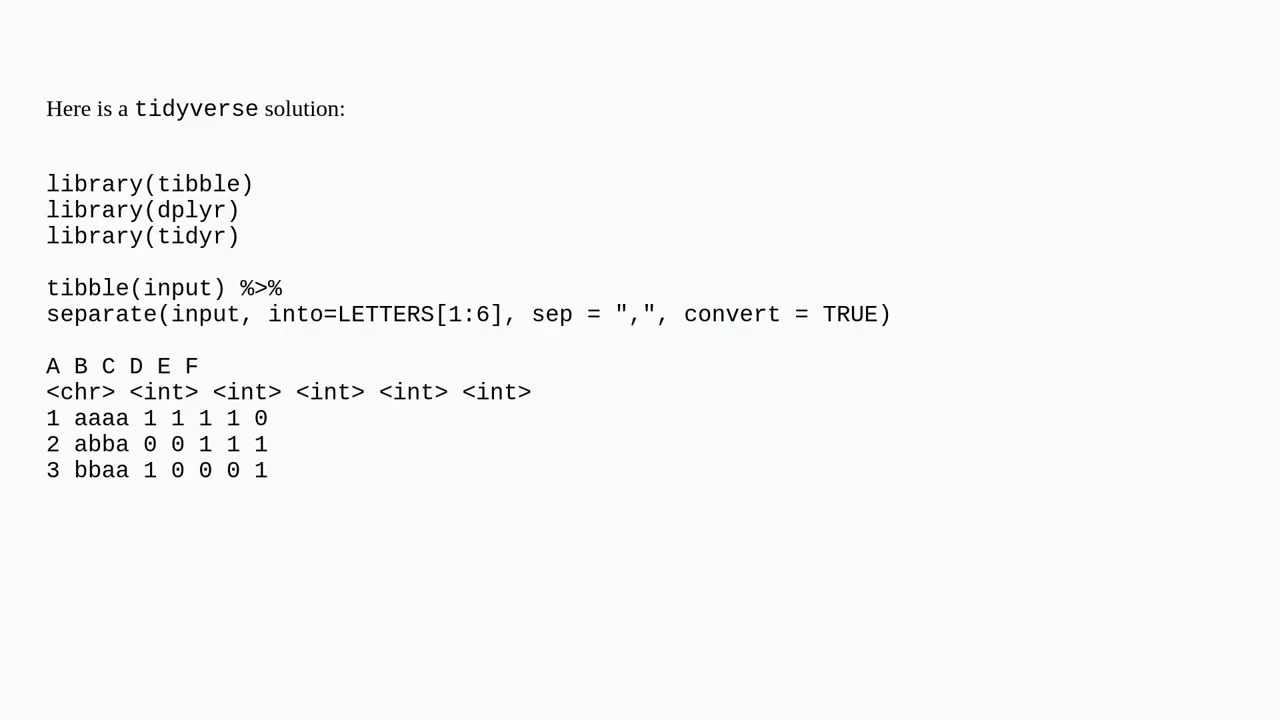 Here is a tidyverse solution:
library(tibble)
library(dplyr)
library(tidyr)
tibble(input) %>%
separate(input, into=LETTERS[1:6], sep = ",", convert = TRUE)
A B C D E F
<chr> <int> <int> <int> <int> <int>
1 aaaa 1 1 1 1 0
2 abba 0 0 1 1 1
3 bbaa 1 0 0 0 1